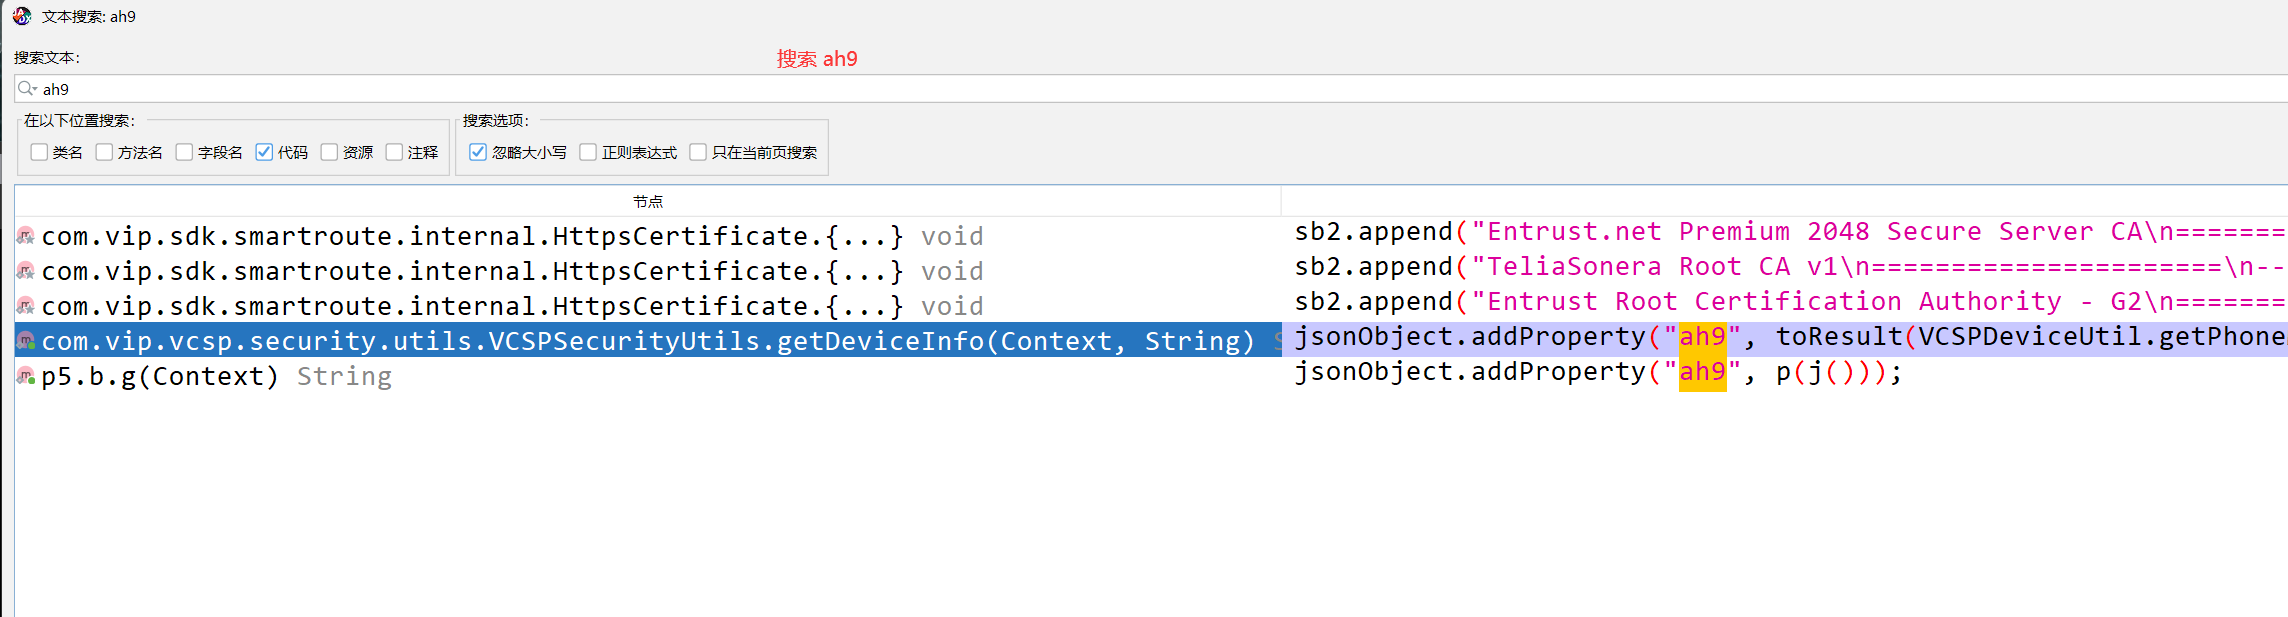 文本搜索: ah9
搜索文本:
搜索 ah9
ah9
在以下位置搜索: 搜索选项:
类名 方法名 字段名 代码 资源 注释 忽略大小写 正则表达式 只在当前页搜索
节点
com.vip.sdk.smartroute.internal.HttpsCertificate.{...} void sb2.append("Entrust.net Premium 2048 Secure Server CA\n=======
com.vip.sdk.smartroute.internal.HttpsCertificate.{...} void sb2.append("TeliaSonera Root CA v1\n======================\n--
com.vip.sdk.smartroute.internal.HttpsCertificate.{...} void sb2.append("Entrust Root Certification Authority - G2\n=======
com.vip.vcsp.security.utils.VCSPSecurityUtils.getDeviceInfo(Context, String) S jsonObject.addProperty("ah9", toResult(VCSPDeviceUtil.getPhone
p5.b.g(Context) String jsonObject.addProperty("ah9", p(j()));